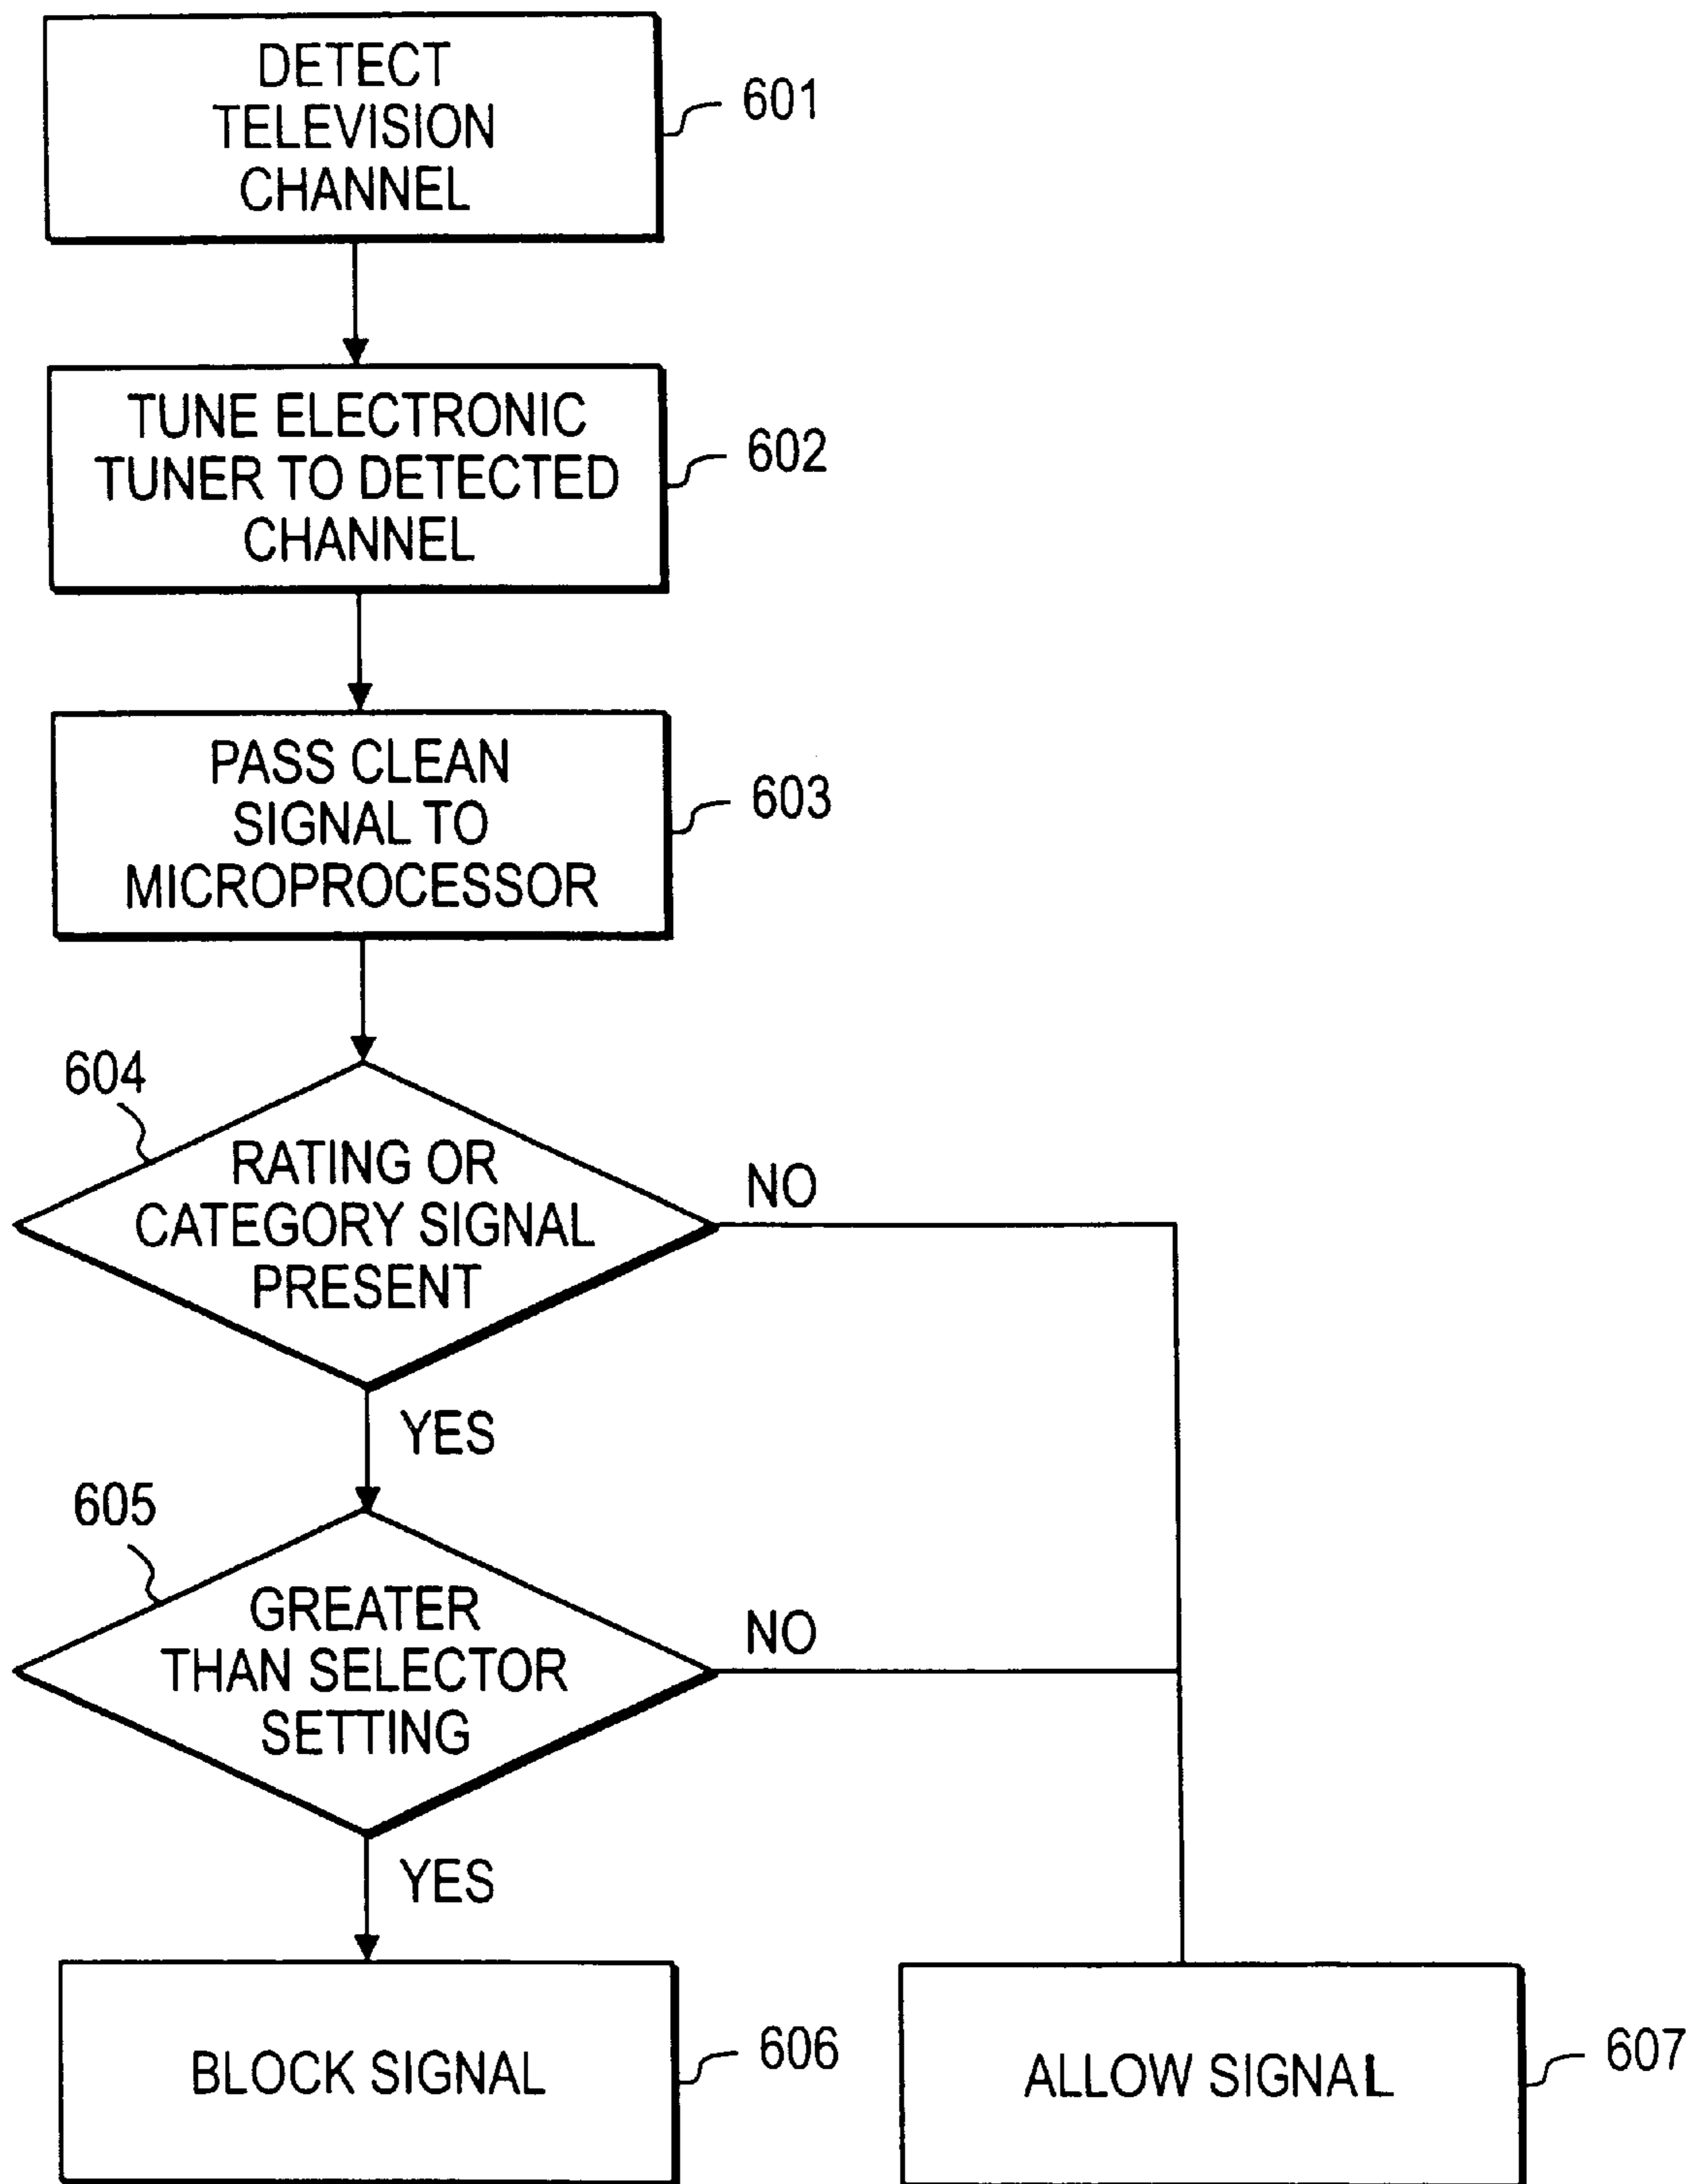 DETECT
TELEVISION
CHANNEL
601
TUNE ELECTRONIC
TUNER TO DETECTED
CHANNEL
602
PASS CLEAN
SIGNAL TO
MICROPROCESSOR
603
604
RATING OR
CATEGORY SIGNAL
PRESENT
NO
YES
605
GREATER
THAN SELECTOR
SETTING
NO
YES
BLOCK SIGNAL
606
ALLOW SIGNAL
607